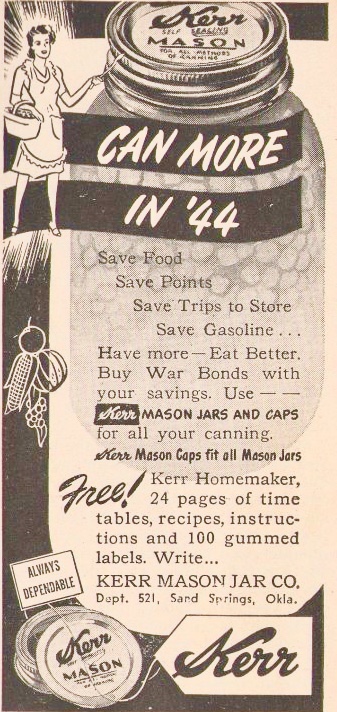 Kerr
SELF SEALING
MASON
FOR ALL METHODS
OF CANNING
CAN MORE
IN '44
Save Food
Save Points
Save Trips to Store
Save Gasoline...
Have more—Eat Better.
Buy War Bonds with
your savings. Use — —
Kerr MASON JARS AND CAPS
for all your canning.
Kerr Mason Caps fit all Mason Jars
Free! Kerr Homemaker,
24 pages of time
tables, recipes, instruc-
tions and 100 gummed
labels. Write...
KERR MASON JAR CO.
Dept. 521, Sand Springs, Okla.
ALWAYS
DEPENDABLE
Kerr
MASON
Kerr